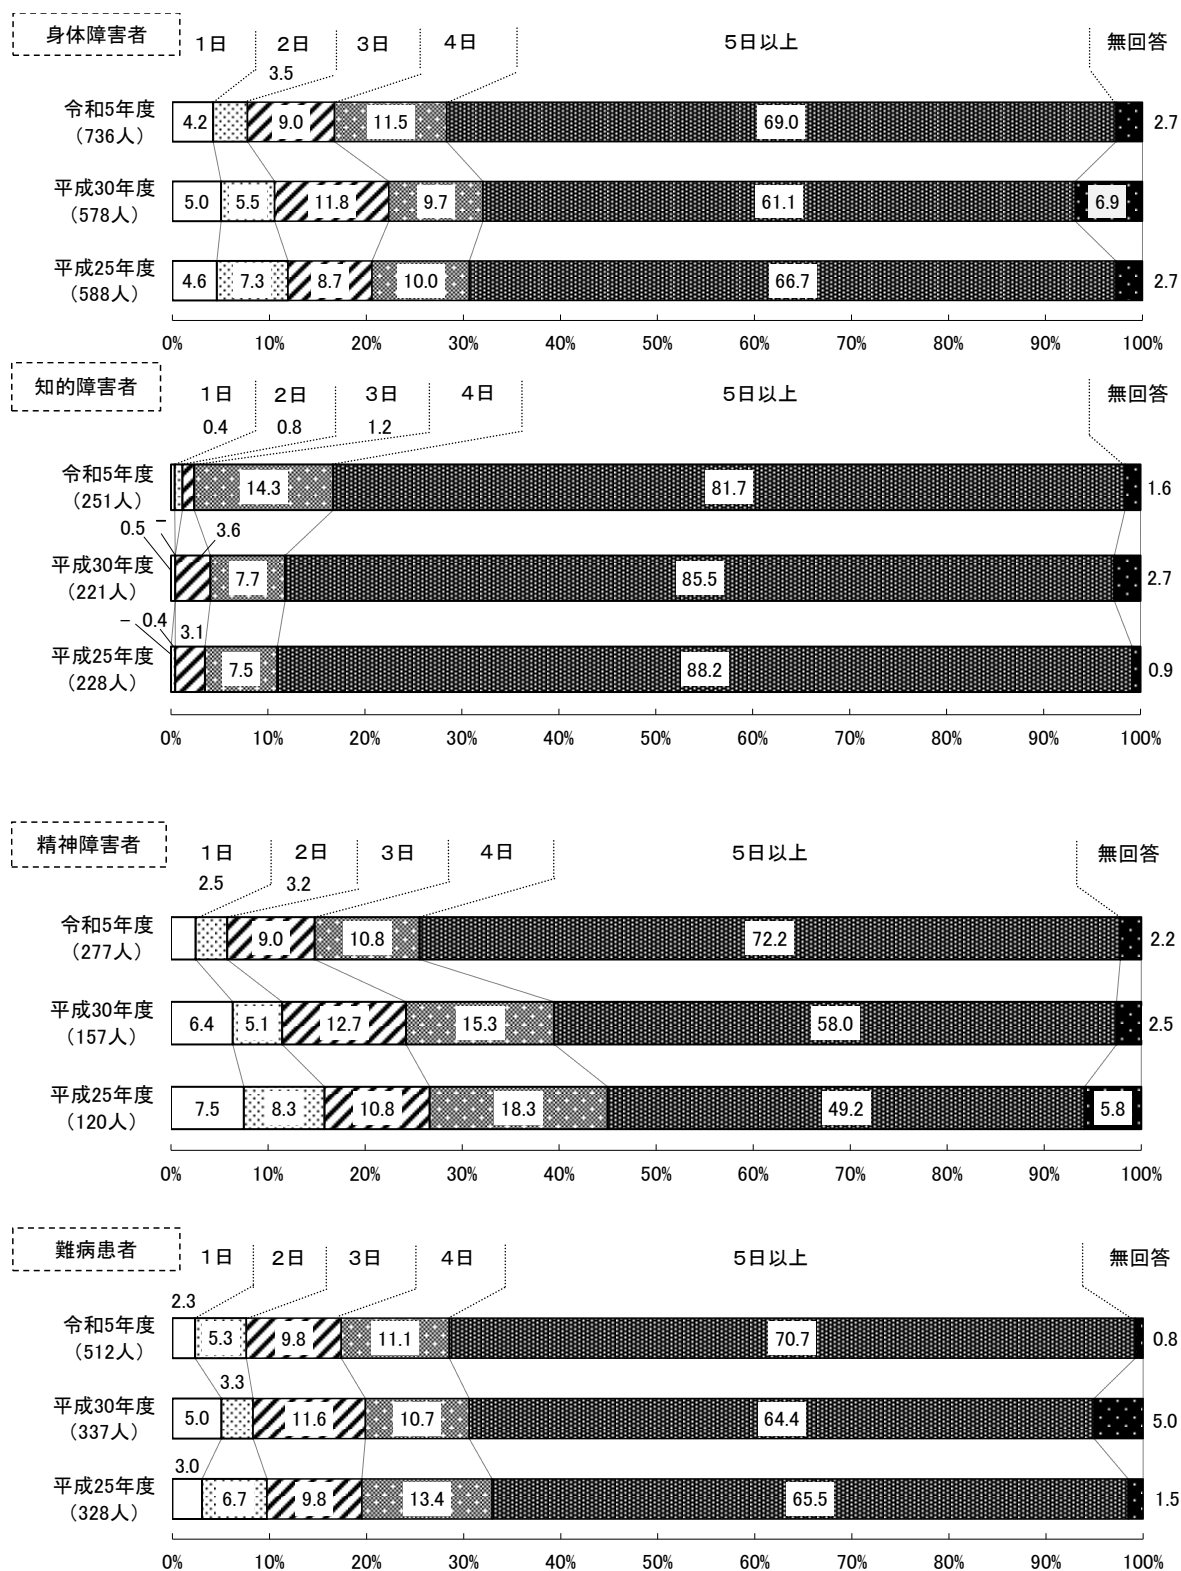 身体障害者
1日 2日 3日 4日 5日以上 無回答
3.5
令和5年度
(736人)
4.2 9.0 11.5 69.0 2.7
平成30年度
(578人)
5.0 5.5 11.8 9.7 61.1 6.9
平成25年度
(588人)
4.6 7.3 8.7 10.0 66.7 2.7
0% 10% 20% 30% 40% 50% 60% 70% 80% 90% 100%
知的障害者
1日 2日 3日 4日 5日以上 無回答
0.4 0.8 1.2
令和5年度
(251人)
14.3 81.7 1.6
0.5 − 3.6
平成30年度
(221人)
7.7 85.5 2.7
− 0.4 3.1
平成25年度
(228人)
7.5 88.2 0.9
0% 10% 20% 30% 40% 50% 60% 70% 80% 90% 100%
精神障害者
1日 2日 3日 4日 5日以上 無回答
2.5 3.2
令和5年度
(277人)
9.0 10.8 72.2 2.2
平成30年度
(157人)
6.4 5.1 12.7 15.3 58.0 2.5
平成25年度
(120人)
7.5 8.3 10.8 18.3 49.2 5.8
0% 10% 20% 30% 40% 50% 60% 70% 80% 90% 100%
難病患者
1日 2日 3日 4日 5日以上 無回答
2.3
令和5年度
(512人)
5.3 9.8 11.1 70.7 0.8
3.3
平成30年度
(337人)
5.0 11.6 10.7 64.4 5.0
3.0
平成25年度
(328人)
6.7 9.8 13.4 65.5 1.5
0% 10% 20% 30% 40% 50% 60% 70% 80% 90% 100%